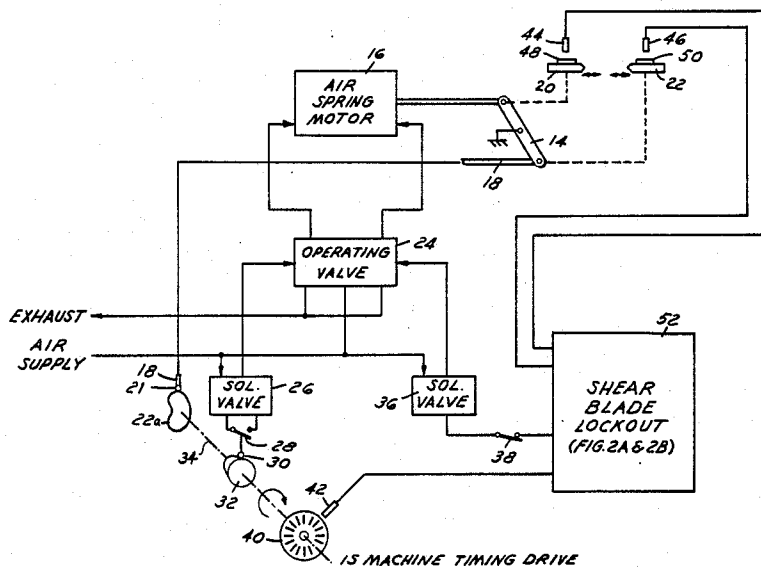 44
46
48
50
20
22
16
AIR
SPRING
MOTOR
14
18
24
OPERATING
VALVE
EXHAUST
AIR
SUPPLY
52
SHEAR
BLADE
LOCKOUT
(FIG.2A & 2B)
18
21
22a
SOL.
VALVE
26
36
SOL.
VALVE
28
38
30
34
32
42
40
IS MACHINE TIMING DRIVE